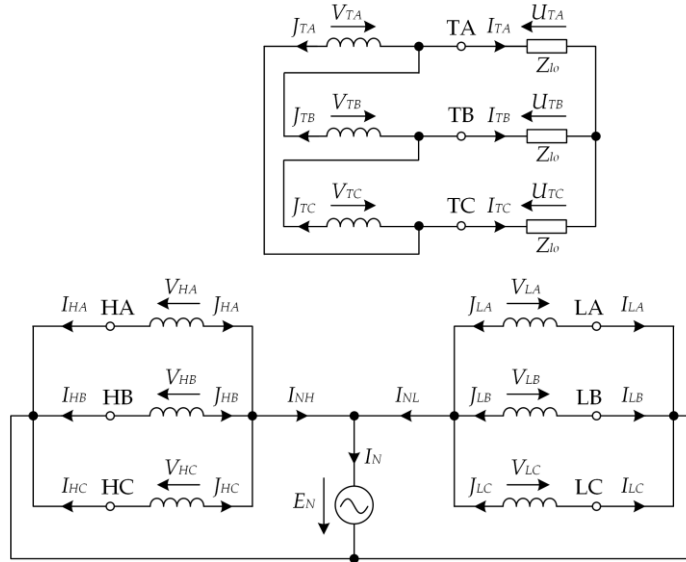 V_TA U_TA
J_TA TA I_TA
Z_lo
V_TB U_TB
J_TB TB I_TB
Z_lo
V_TC U_TC
J_TC TC I_TC
Z_lo
V_HA V_LA
I_HA HA J_HA J_LA LA I_LA
V_HB V_LB
I_HB HB J_HB I_NH I_NL J_LB LB I_LB
V_HC I_N V_LC
I_HC HC J_HC J_LC LC I_LC
E_N